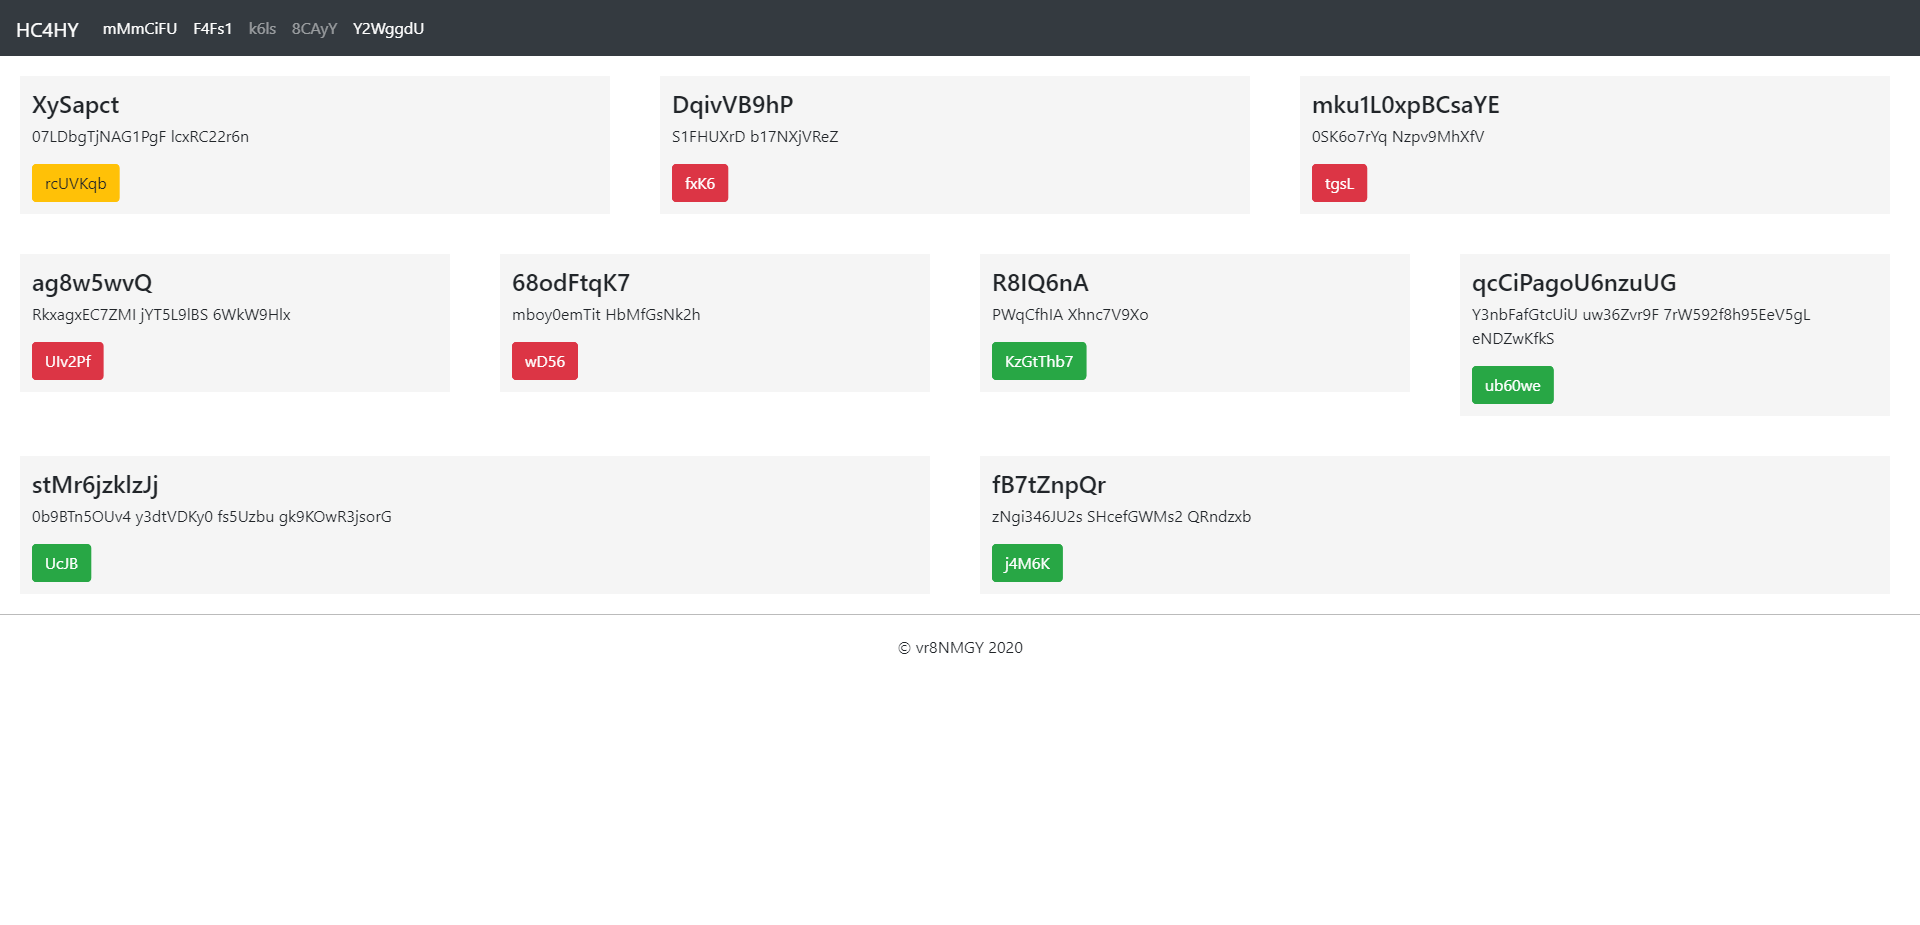 HC4HY mMmCiFU F4Fs1 k6ls 8CAyY Y2WggdU
XySapct
07LDbgTjNAG1PgF lcxRC22r6n
rcUVKqb
DqivVB9hP
S1FHUXrD b17NXjVReZ
fxK6
mku1L0xpBCsaYE
0SK6o7rYq Nzpv9MhXfV
tgsL
ag8w5wvQ
RkxagxEC7ZMI jYT5L9lBS 6WkW9Hlx
UIv2Pf
68odFtqK7
mboy0emTit HbMfGsNk2h
wD56
R8IQ6nA
PWqCfhIA Xhnc7V9Xo
KzGtThb7
qcCiPagoU6nzuUG
Y3nbFafGtcUiU uw36Zvr9F 7rW592f8h95EeV5gL
eNDZwKfkS
ub60we
stMr6jzklzJj
0b9BTn5OUv4 y3dtVDKy0 fs5Uzbu gk9KOwR3jsorG
UcJB
fB7tZnpQr
zNgi346JU2s SHcefGWMs2 QRndzxb
j4M6K
© vr8NMGY 2020